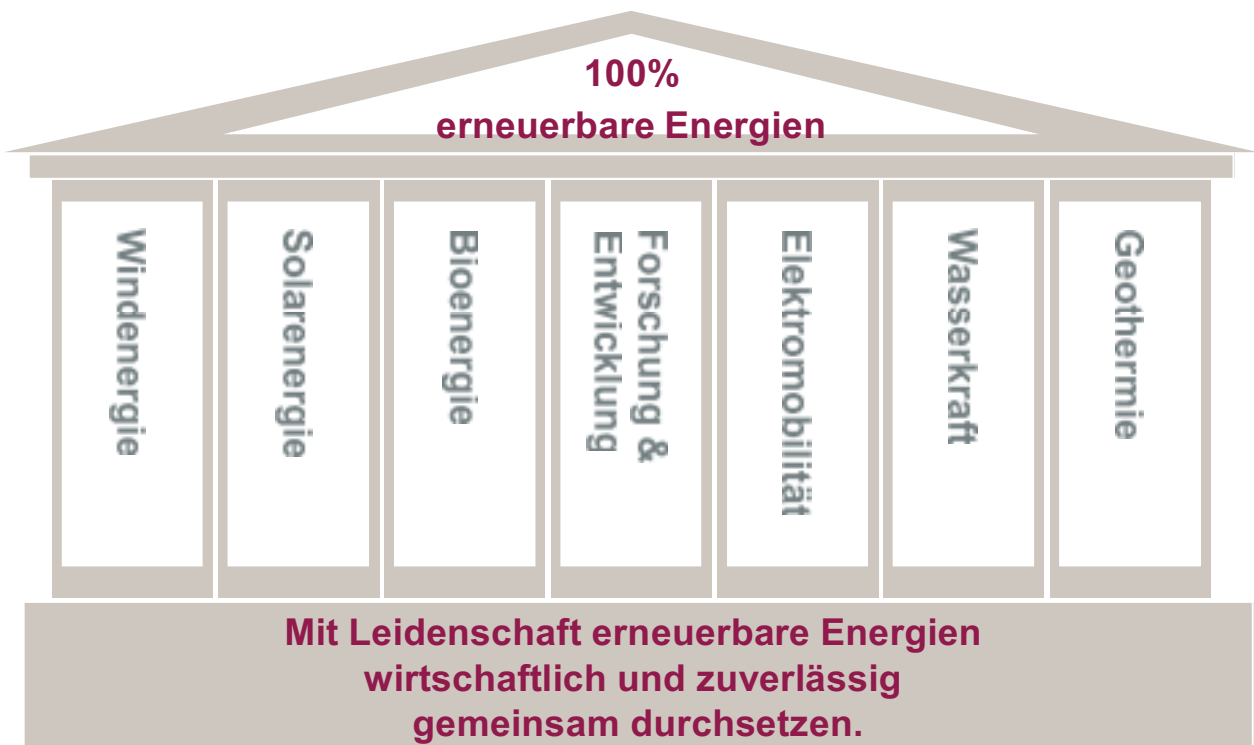 100%
erneuerbare Energien
Windenergie
Solarenergie
Bioenergie
Forschung &
Entwicklung
Elektromobilität
Wasserkraft
Geothermie
Mit Leidenschaft erneuerbare Energien
wirtschaftlich und zuverlässig
gemeinsam durchsetzen.